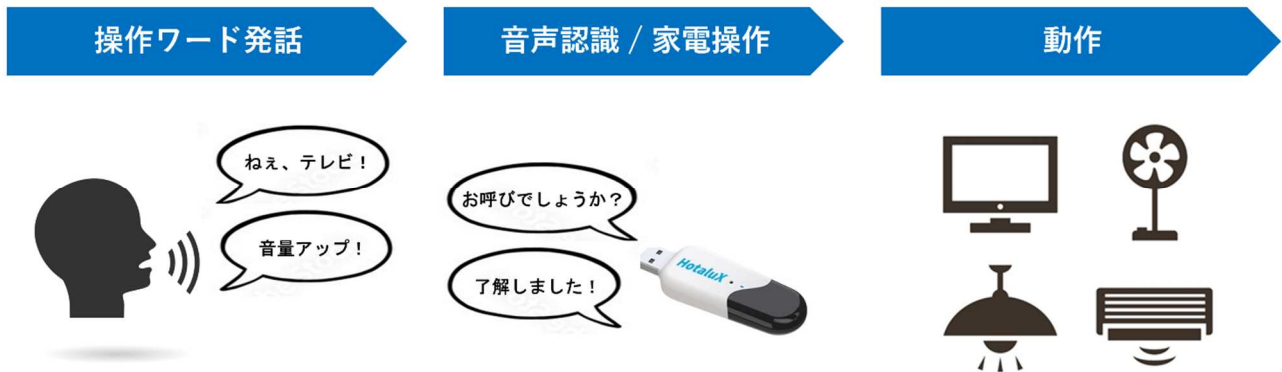 操作ワード発話
音声認識 / 家電操作
動作
ねぇ、テレビ！
音量アップ！
お呼びでしょうか？
了解しました！
HotaluX